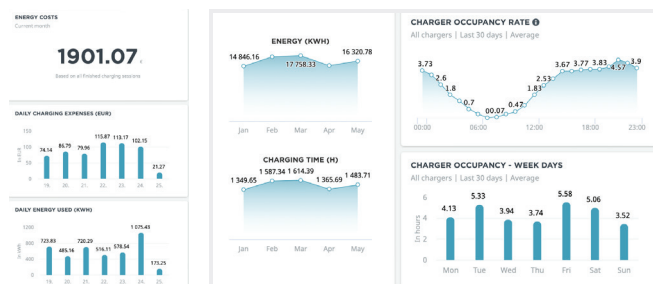 ENERGY COSTS
Current month
1901.07
Based on all finished charging sessions
DAILY CHARGING EXPENSES (EUR)
150
100
50
0
In EUR
74.14 86.79 79.96 115.87 113.17 102.15 21.27
19. 20. 21. 22. 23. 24. 25.
DAILY ENERGY USED (KWH)
1200
800
400
0
In kWh
723.83 485.16 720.29 516.11 578.54 1 075.48 173.25
19. 20. 21. 22. 23. 24. 25.
ENERGY (KWH)
14 846.16 17 758.33 16 320.78
Jan Feb Mar Apr May
CHARGING TIME (H)
1 349.65 1 587.34 1 614.39 1 365.69 1 483.71
Jan Feb Mar Apr May
CHARGER OCCUPANCY RATE
All chargers | Last 30 days | Average
3.73 2.6 1.8 0.7 00.07 0.47 1.83 2.53 3.67 3.77 3.83 4.57 3.9
00:00 06:00 12:00 18:00 23:00
CHARGER OCCUPANCY - WEEK DAYS
All chargers | Last 30 days | Average
6
4
2
0
In hours
4.13 5.33 3.94 3.74 5.58 5.06 3.52
Mon Tue Wed Thu Fri Sat Sun